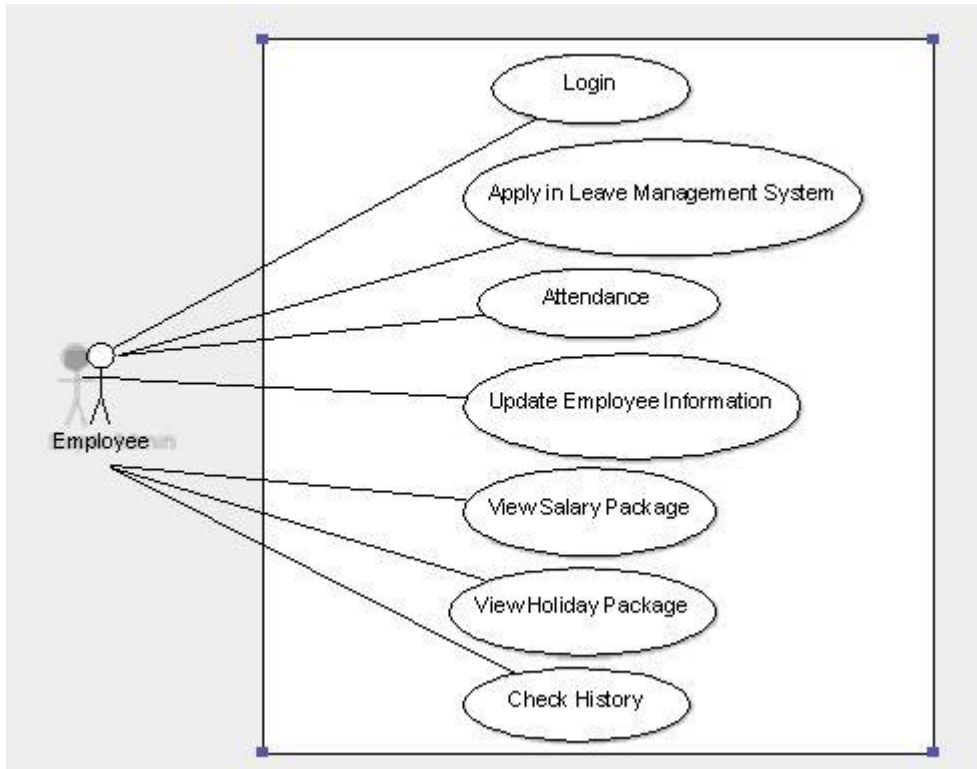 Login
Apply in Leave Management System
Attendance
Update Employee Information
Employee
View Salary Package
View Holiday Package
Check History